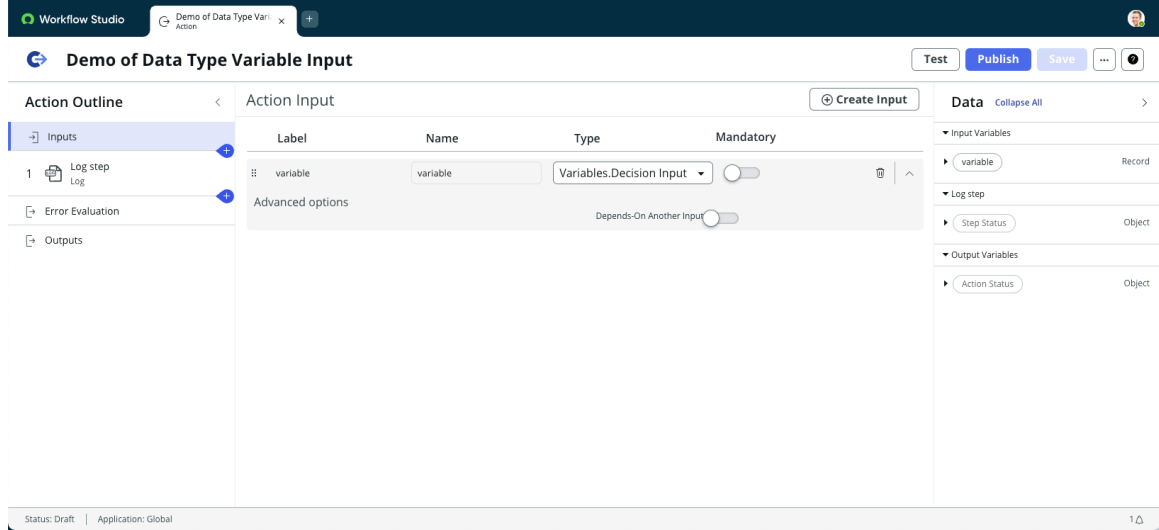 Workflow Studio
Demo of Data Type Vari
Action
Demo of Data Type Variable Input
Test
Publish
Save
Action Outline
Inputs
1
Log step
Log
Error Evaluation
Outputs
Action Input
Create Input
Label Name Type Mandatory
variable variable Variables.Decision Input
Advanced options
Depends-On Another Input
Data Collapse All
Input Variables
variable Record
Log step
Step Status Object
Output Variables
Action Status Object
Status: Draft Application: Global
1